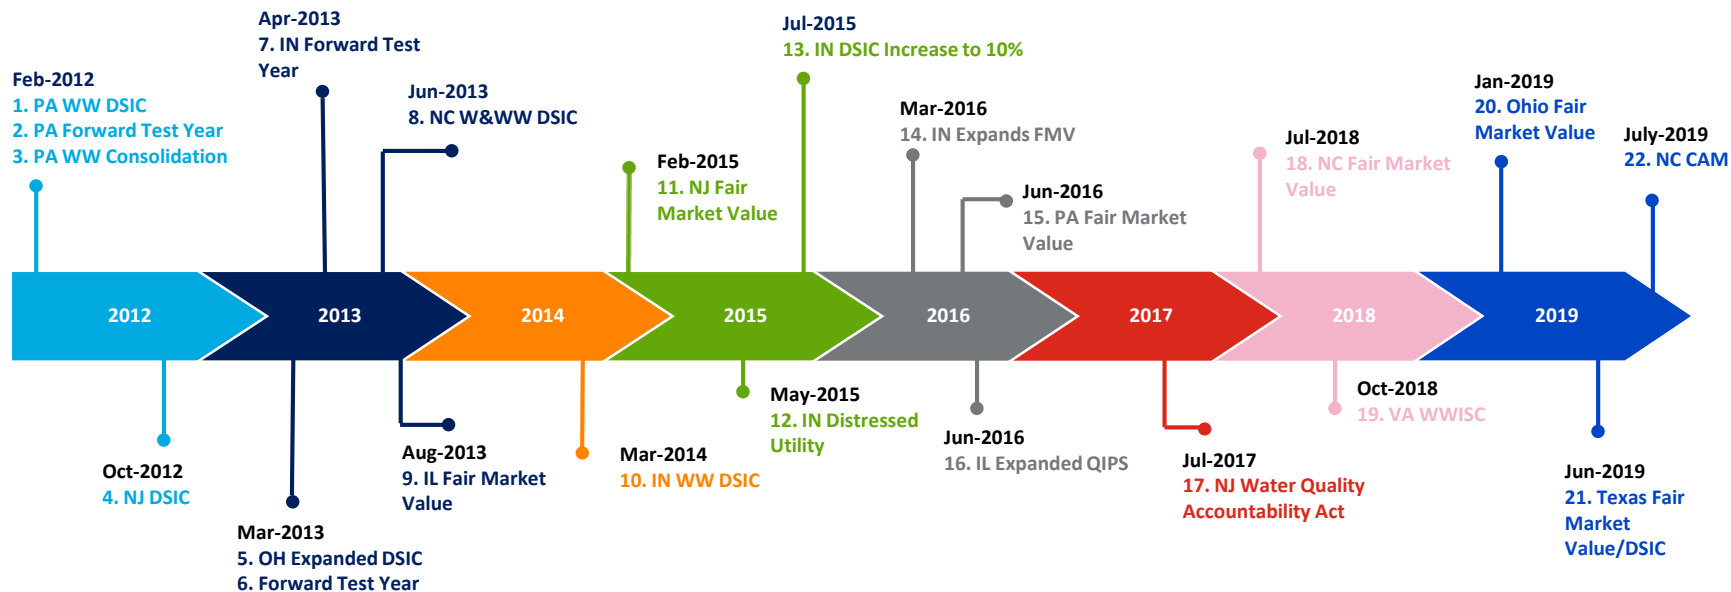 Feb-2012
1. PA WW DSIC
2. PA Forward Test Year
3. PA WW Consolidation
Apr-2013
7. IN Forward Test
Year
Jun-2013
8. NC W&WW DSIC
Feb-2015
11. NJ Fair
Market Value
Jul-2015
13. IN DSIC Increase to 10%
Mar-2016
14. IN Expands FMV
Jun-2016
15. PA Fair Market
Value
Jul-2018
18. NC Fair Market
Value
Jan-2019
20. Ohio Fair
Market Value
July-2019
22. NC CAM
2012
2013
2014
2015
2016
2017
2018
2019
Oct-2012
4. NJ DSIC
Mar-2013
5. OH Expanded DSIC
6. Forward Test Year
Aug-2013
9. IL Fair Market
Value
Mar-2014
10. IN WW DSIC
May-2015
12. IN Distressed
Utility
Jun-2016
16. IL Expanded QIPS
Jul-2017
17. NJ Water Quality
Accountability Act
Oct-2018
19. VA WWISC
Jun-2019
21. Texas Fair
Market
Value/DSIC